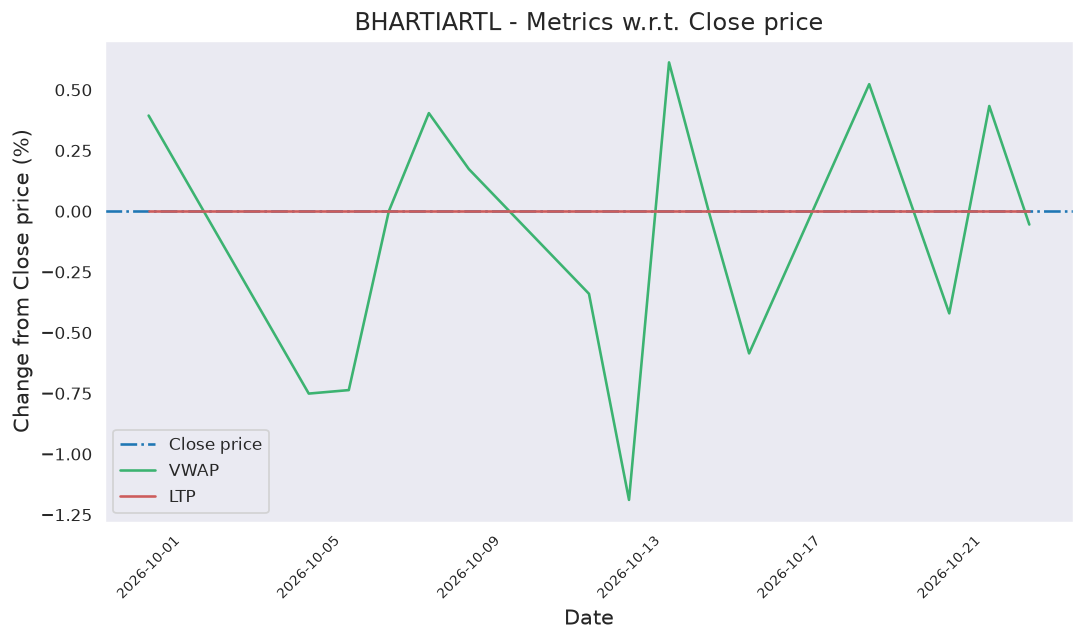 BHARTIARTL - Metrics w.r.t. Close price
Change from Close price (%)
0.50
0.25
0.00
−0.25
−0.50
−0.75
−1.00
−1.25
Close price
VWAP
LTP
2026-10-01
2026-10-05
2026-10-09
2026-10-13
2026-10-17
2026-10-21
Date